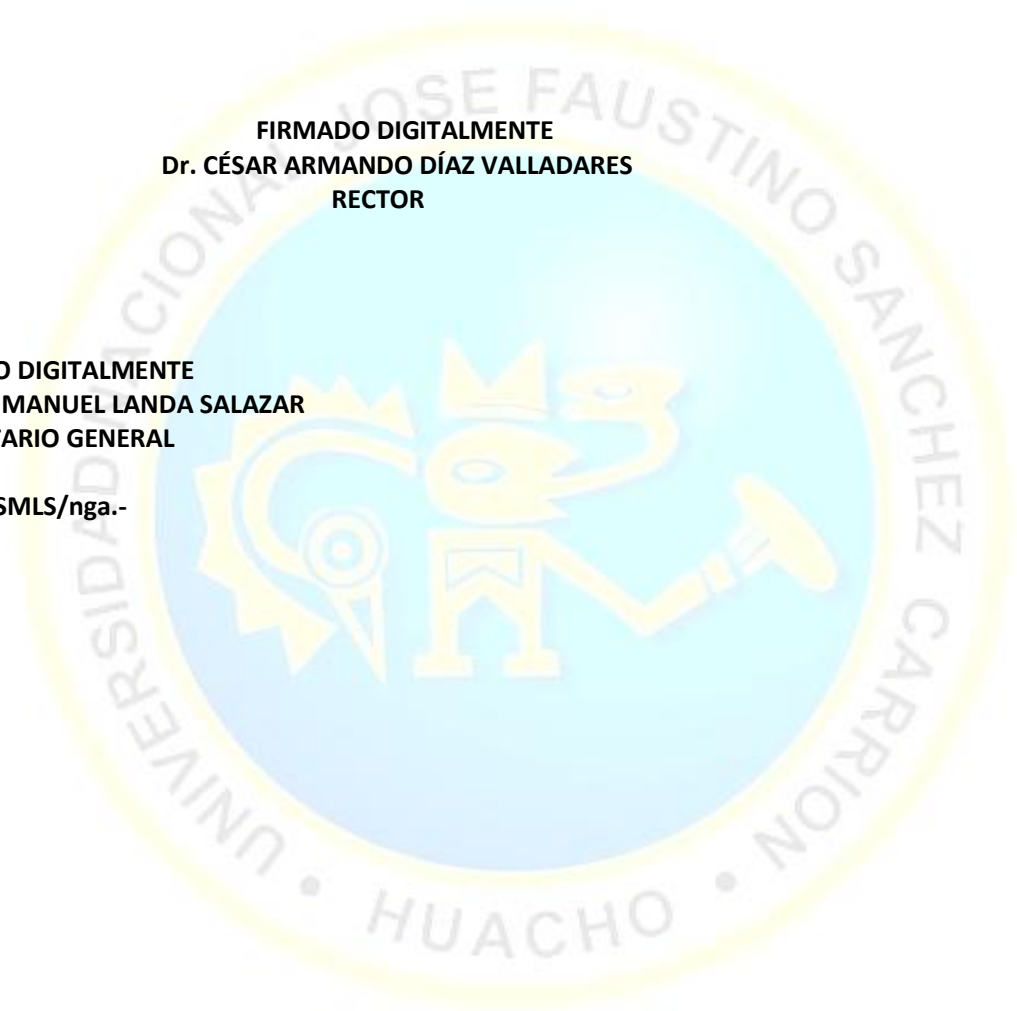 FIRMADO DIGITALMENTE
Dr. CÉSAR ARMANDO DÍAZ VALLADARES
RECTOR
DIGITALMENTE
MANUEL LANDA SALAZAR
GENERAL
SMLS/nga.-
UNIVERSIDAD NACIONAL JOSE FAUSTINO SANCHEZ CARRION
• HUACHO •